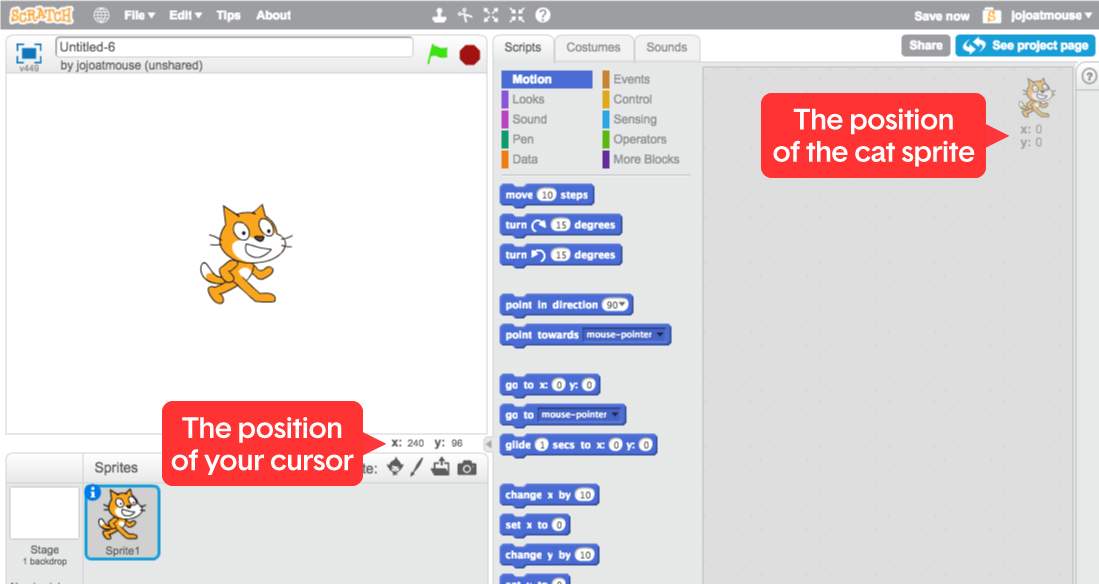 SCRATCH File Edit Tips About Save now jojoatmouse
Untitled-6
by jojoatmouse (unshared)
v448
Scripts Costumes Sounds
Share See project page
Motion Events
Looks Control
Sound Sensing
Pen Operators
Data More Blocks
move 10 steps
turn 15 degrees
turn 15 degrees
point in direction 90
point towards mouse-pointer
go to x: 0 y: 0
go to mouse-pointer
glide 1 secs to x: 0 y: 0
change x by 10
set x to 0
change y by 10
The position
of the cat sprite
x: 0
y: 0
The position
of your cursor
x: 240 y: 96
Sprites
Stage
1 backdrop
Sprite1